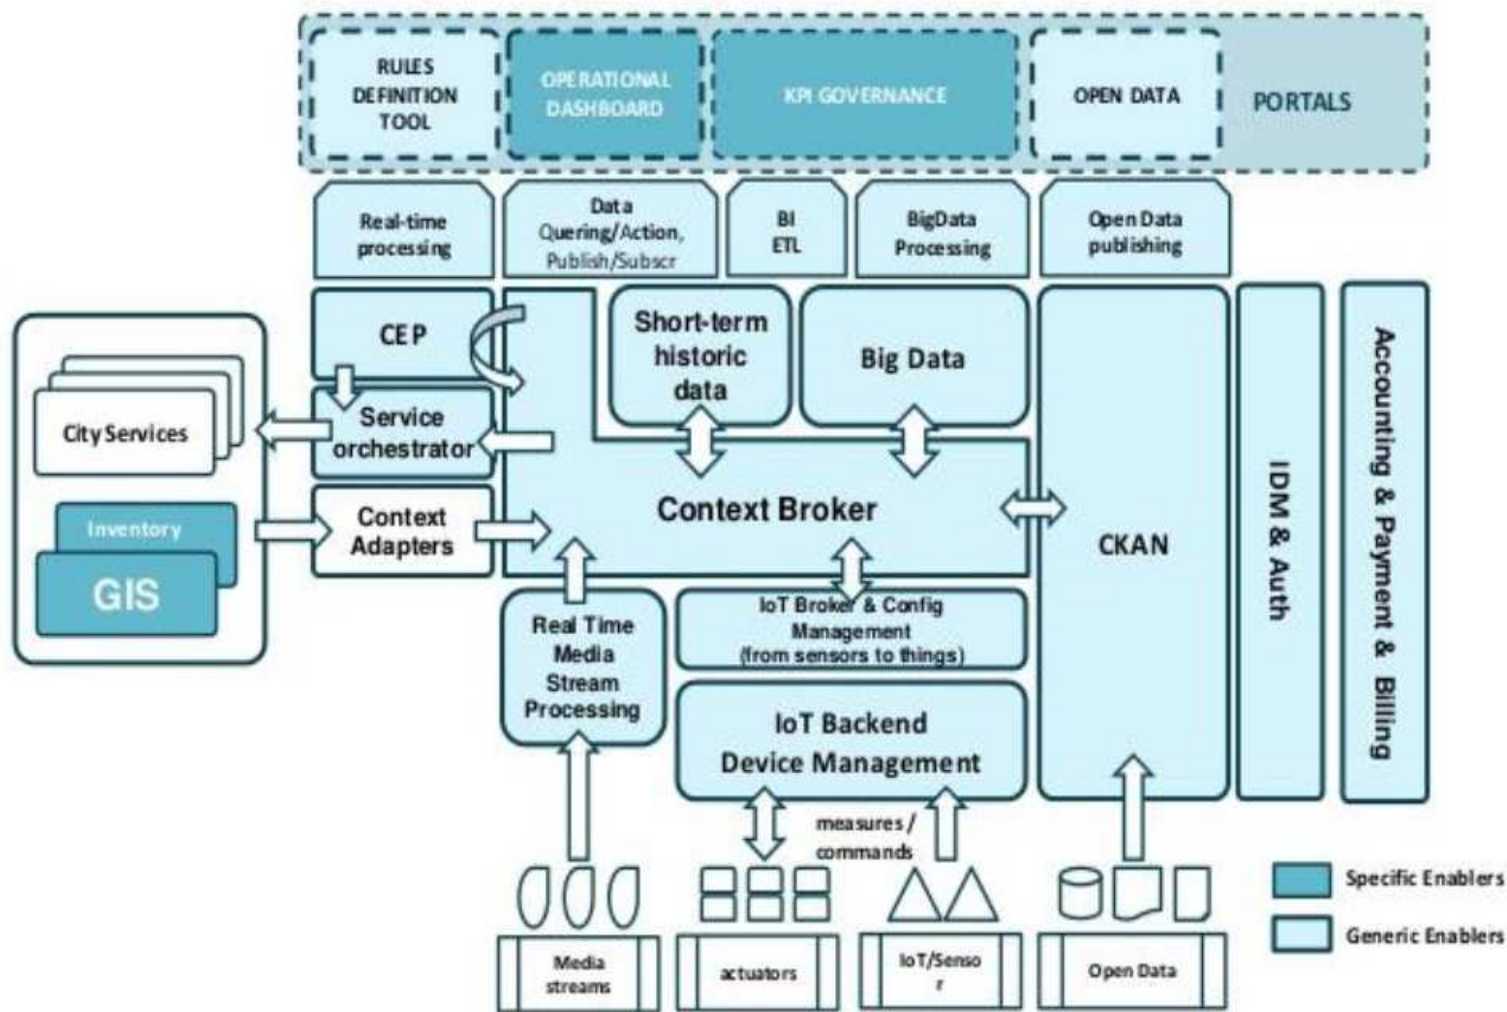 RULES
DEFINITION
TOOL
OPERATIONAL
DASHBOARD
KPI GOVERNANCE
OPEN DATA
PORTALS
Real-time
processing
Data
Quering/Action,
Publish/Subscr
BI
ETL
BigData
Processing
Open Data
publishing
CEP
Short-term
historic
data
Big Data
City Services
Service
orchestrator
Inventory
GIS
Context
Adapters
Context Broker
CKAN
IDM & Auth
Accounting & Payment & Billing
Real Time
Media
Stream
Processing
IoT Broker & Config
Management
(from sensors to things)
IoT Backend
Device Management
measures /
commands
Media
streams
actuators
IoT/Senso
r
Open Data
Specific Enablers
Generic Enablers